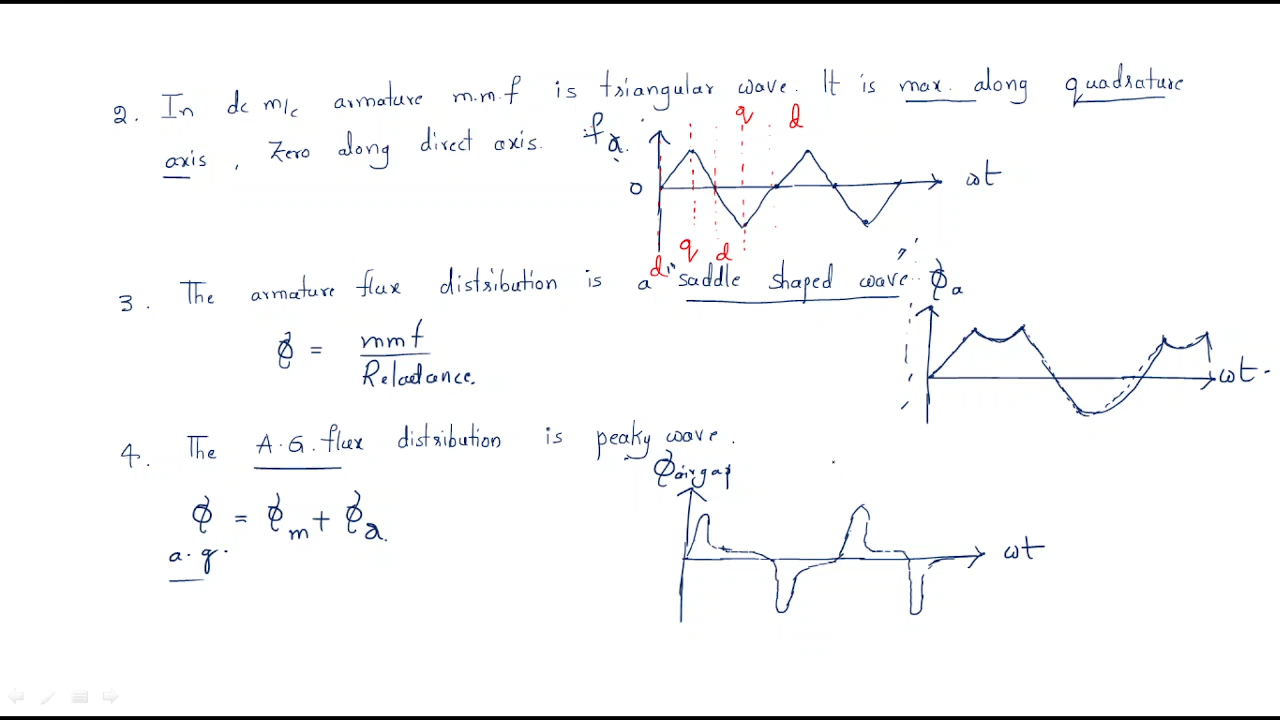 2. In dc m/c armature m.m.f is triangular wave. It is max. along quadrature
axis, Zero along direct axis.
fa.
q
d
0
ωt
d
q
d
3. The armature flux distribution is a "saddle shaped wave"
ϕa
ϕ = mmf
Reluctance.
ωt.
4. The A.G. flux distribution is peaky wave.
ϕairgap
ϕa.g. = ϕm + ϕa.
ωt